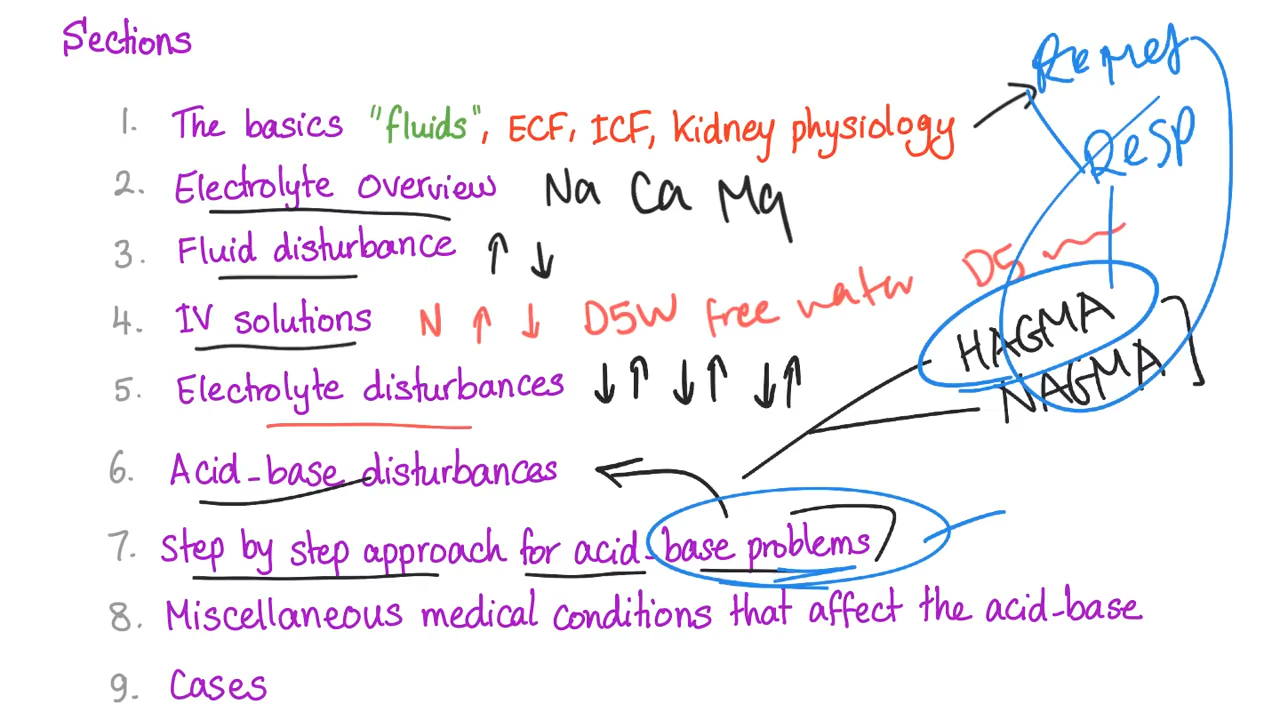 Sections
1. The basics "fluids", ECF, ICF, Kidney physiology
2. Electrolyte overview Na Ca Mg
3. Fluid disturbance ↑ ↓
4. IV solutions N ↑ ↓ D5W free water D5
5. Electrolyte disturbances ↓↑ ↓↑ ↓↑
6. Acid-base disturbances
7. Step by step approach for acid-base problems
8. Miscellaneous medical conditions that affect the acid-base
9. Cases
RESP
HAGMA
NAGMA